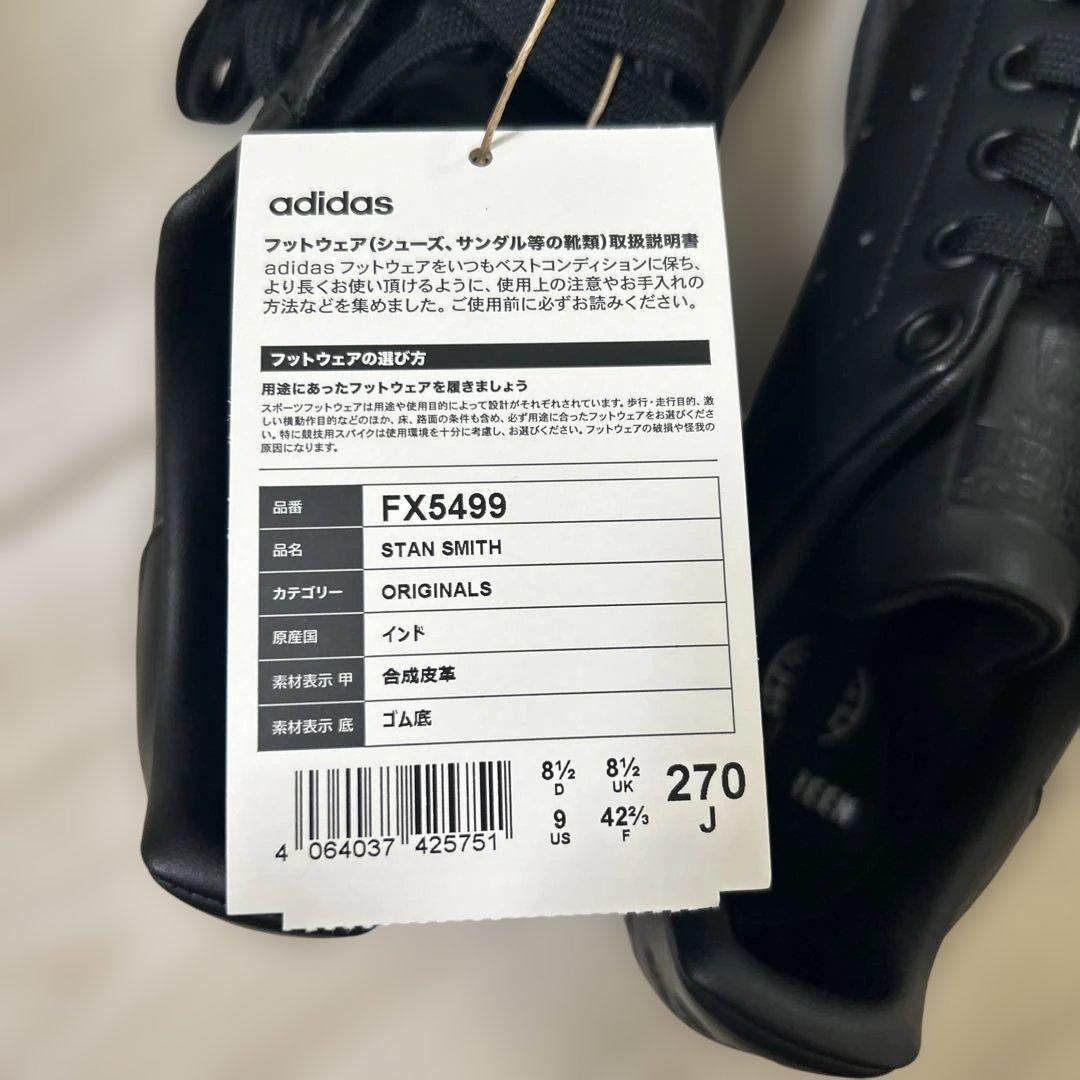 adidas
フットウェア(シューズ、サンダル等の靴類)取扱説明書
adidas フットウェアをいつもベストコンディションに保ち、
より長くお使い頂けるように、使用上の注意やお手入れの
方法などを集めました。ご使用前に必ずお読みください。
フットウェアの選び方
用途にあったフットウェアを履きましょう
スポーツフットウェアは用途や使用目的によって設計がそれぞれされています。歩行・走行目的、激
しい横動作目的などのほか、床、路面の条件も含め、必ず用途に合ったフットウェアをお選びくださ
い。特に競技用スパイクは使用環境を十分に考慮し、お選びください。フットウェアの破損や怪我の
原因になります。
品番 FX5499
品名 STAN SMITH
カテゴリー ORIGINALS
原産国 インド
素材表示 甲 合成皮革
素材表示 底 ゴム底
8½ 8½ 270
D UK J
9 42⅔
US F
4 064037 425751